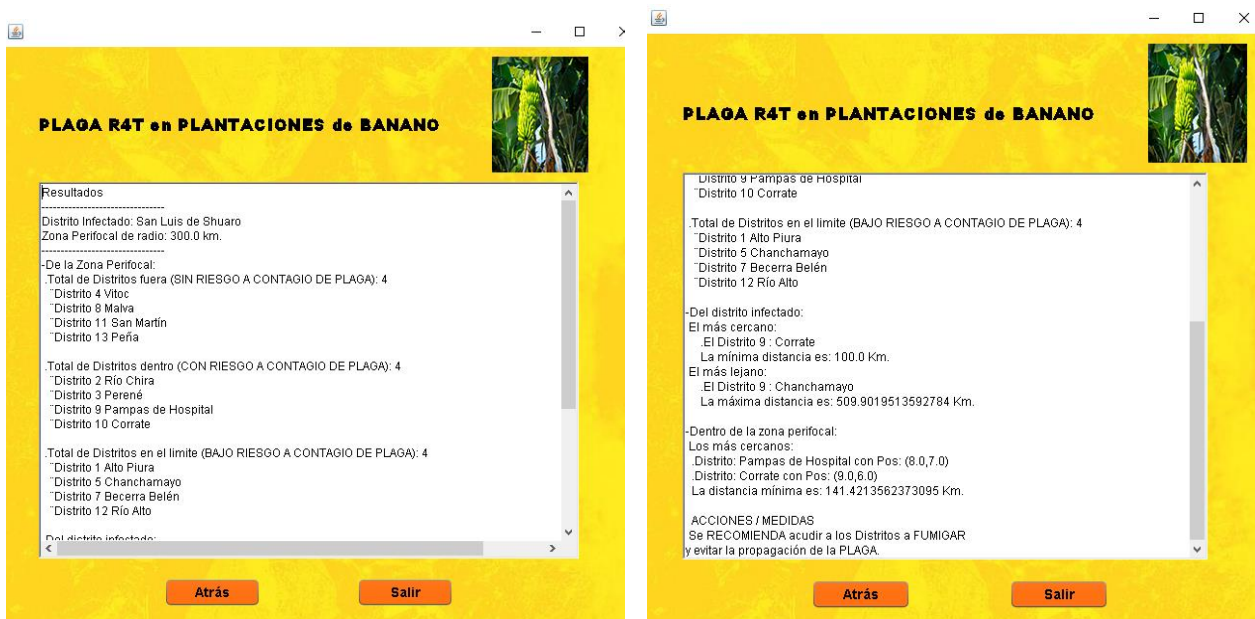 PLAGA R4T en PLANTACIONES de BANANO
Resultados
--------------------------------
Distrito Infectado: San Luis de Shuaro
Zona Perifocal de radio: 300.0 km.
--------------------------------
-De la Zona Perifocal:
.Total de Distritos fuera (SIN RIESGO A CONTAGIO DE PLAGA): 4
¨Distrito 4 Vitoc
¨Distrito 8 Malva
¨Distrito 11 San Martín
¨Distrito 13 Peña
.Total de Distritos dentro (CON RIESGO A CONTAGIO DE PLAGA): 4
¨Distrito 2 Río Chira
¨Distrito 3 Perené
¨Distrito 9 Pampas de Hospital
¨Distrito 10 Corrate
.Total de Distritos en el limite (BAJO RIESGO A CONTAGIO DE PLAGA): 4
¨Distrito 1 Alto Piura
¨Distrito 5 Chanchamayo
¨Distrito 7 Becerra Belén
¨Distrito 12 Río Alto
-Del distrito infectado:
Atrás
Salir
PLAGA R4T en PLANTACIONES de BANANO
¨Distrito 9 Pampas de Hospital
¨Distrito 10 Corrate
.Total de Distritos en el limite (BAJO RIESGO A CONTAGIO DE PLAGA): 4
¨Distrito 1 Alto Piura
¨Distrito 5 Chanchamayo
¨Distrito 7 Becerra Belén
¨Distrito 12 Río Alto
-Del distrito infectado:
El más cercano:
.El Distrito 9 : Corrate
La mínima distancia es: 100.0 Km.
El más lejano:
.El Distrito 9 : Chanchamayo
La máxima distancia es: 509.9019513592784 Km.
-Dentro de la zona perifocal:
Los más cercanos:
.Distrito: Pampas de Hospital con Pos: (8.0,7.0)
.Distrito: Corrate con Pos: (9.0,6.0)
La distancia mínima es: 141.4213562373095 Km.
ACCIONES / MEDIDAS
Se RECOMIENDA acudir a los Distritos a FUMIGAR
y evitar la propagación de la PLAGA.
Atrás
Salir